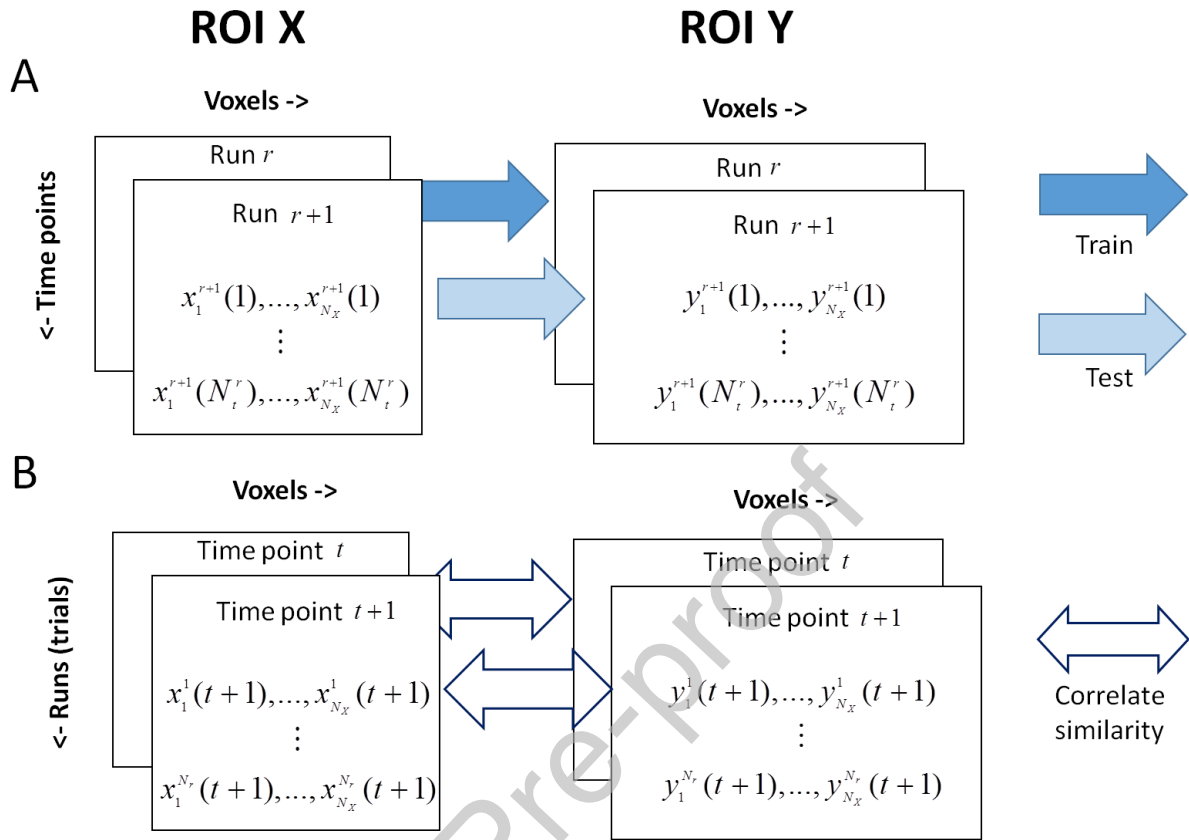 ROI X
ROI Y
A
Voxels ->
Voxels ->
<- Time points
Run r
Run r+1
x_1^{r+1}(1),...,x_{N_X}^{r+1}(1)
⋮
x_1^{r+1}(N_t^r),...,x_{N_X}^{r+1}(N_t^r)
Run r
Run r+1
y_1^{r+1}(1),...,y_{N_X}^{r+1}(1)
⋮
y_1^{r+1}(N_t^r),...,y_{N_X}^{r+1}(N_t^r)
Train
Test
B
Voxels ->
Voxels ->
<- Runs (trials)
Time point t
Time point t+1
x_1^1(t+1),...,x_{N_X}^1(t+1)
⋮
x_1^{N_r}(t+1),...,x_{N_X}^{N_r}(t+1)
Time point t
Time point t+1
y_1^1(t+1),...,y_{N_X}^1(t+1)
⋮
y_1^{N_r}(t+1),...,y_{N_X}^{N_r}(t+1)
Correlate
similarity
Pre-proof